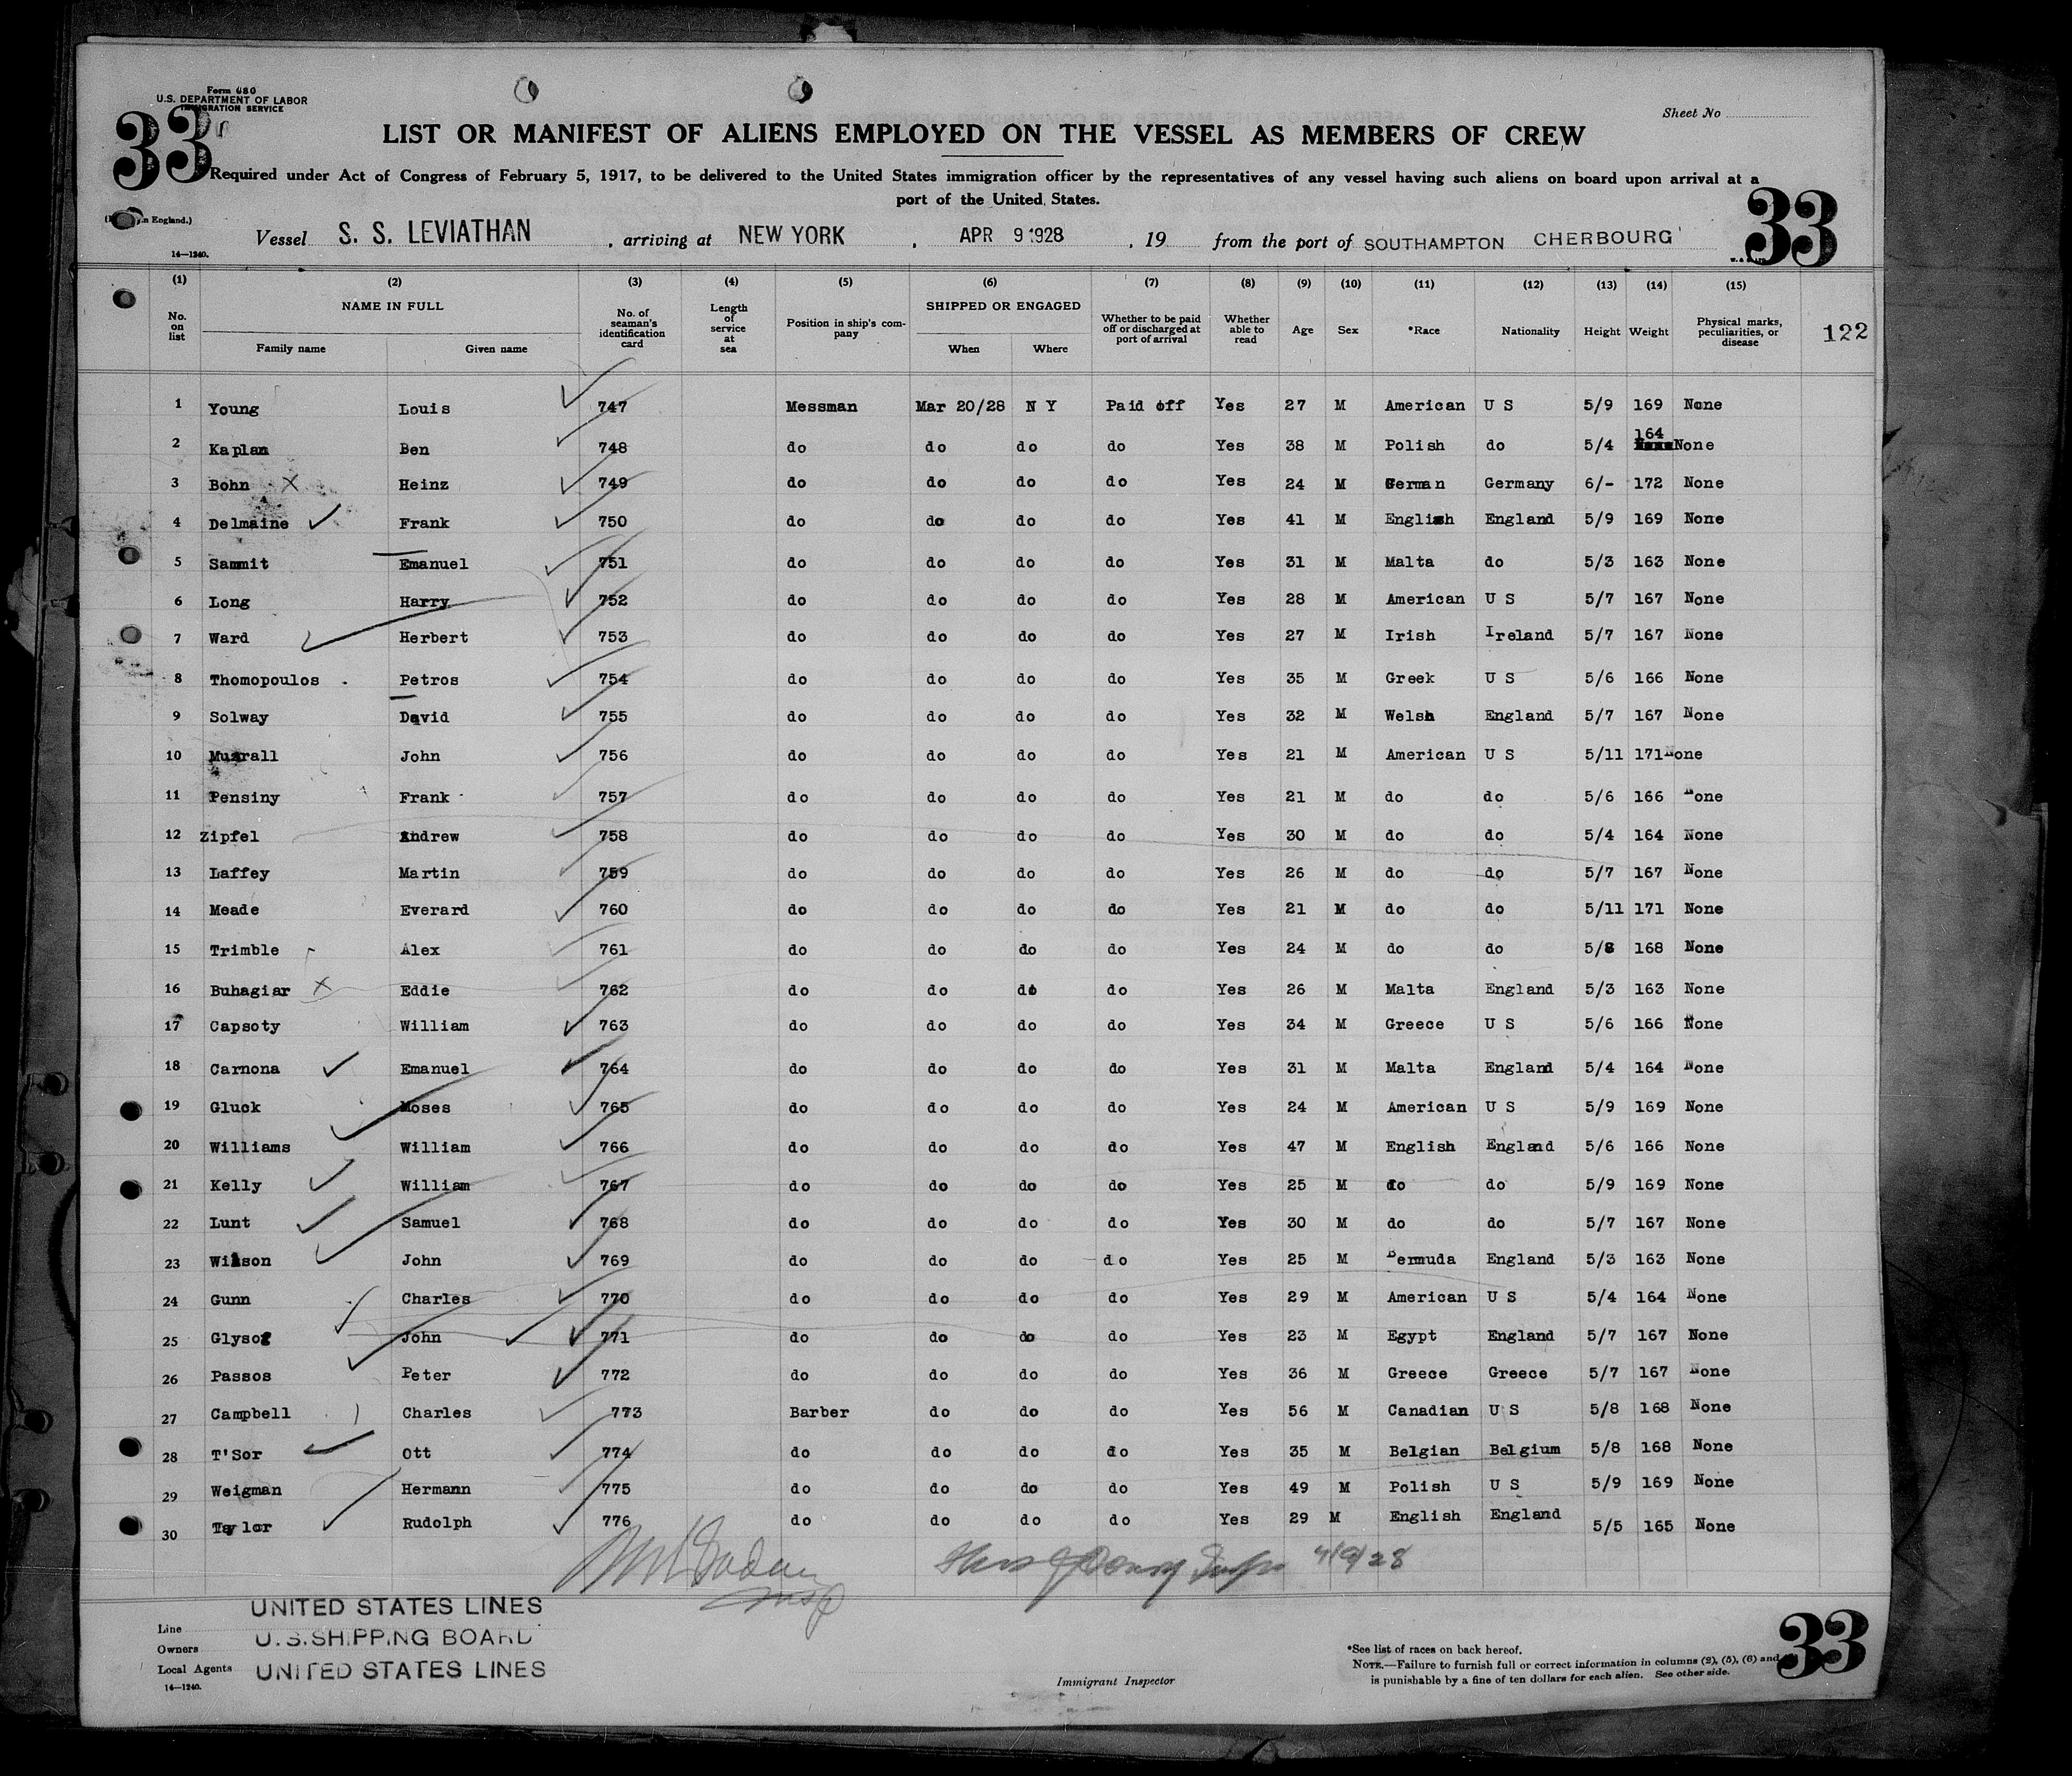 Form 680
U.S. DEPARTMENT OF LABOR
IMMIGRATION SERVICE
33
Sheet No
LIST OR MANIFEST OF ALIENS EMPLOYED ON THE VESSEL AS MEMBERS OF CREW
Required under Act of Congress of February 5, 1917, to be delivered to the United States immigration officer by the representatives of any vessel having such aliens on board upon arrival at a
port of the United States.
in England.)
33
Vessel S. S. LEVIATHAN , arriving at NEW YORK , APR 9 1928 , 19 from the port of SOUTHAMPTON CHERBOURG
14—1240.
(1) (2) (3) (4) (5) (6) (7) (8) (9) (10) (11) (12) (13) (14) (15)
No. on list NAME IN FULL Family name Given name No. of seaman's identification card Length of service at sea Position in ship's company SHIPPED OR ENGAGED When Where Whether to be paid off or discharged at port of arrival Whether able to read Age Sex *Race Nationality Height Weight Physical marks, peculiarities, or disease 122
1 Young Louis 747 Messman Mar 20/28 N Y Paid off Yes 27 M American U S 5/9 169 None
2 Kaplan Ben 748 do do do do Yes 38 M Polish do 5/4 164 None
3 Bohn X Heinz 749 do do do do Yes 24 M German Germany 6/- 172 None
4 Delmaine Frank 750 do do do do Yes 41 M English England 5/9 169 None
5 Sammit Emanuel 751 do do do do Yes 31 M Malta do 5/3 163 None
6 Long Harry 752 do do do do Yes 28 M American U S 5/7 167 None
7 Ward Herbert 753 do do do do Yes 27 M Irish Ireland 5/7 167 None
8 Thomopoulos Petros 754 do do do do Yes 35 M Greek U S 5/6 166 None
9 Solway David 755 do do do do Yes 32 M Welsh England 5/7 167 None
10 John 756 do do do do Yes 21 M American U S 5/11 171 None
11 Pensiny Frank 757 do do do do Yes 21 M do do 5/6 166 None
12 Zipfel Andrew 758 do do do do Yes 30 M do do 5/4 164 None
13 Laffey Martin 759 do do do do Yes 26 M do do 5/7 167 None
14 Meade Everard 760 do do do do Yes 21 M do do 5/11 171 None
15 Trimble Alex 761 do do do do Yes 24 M do do 5/8 168 None
16 Buhagiar X Eddie 762 do do do do Yes 26 M Malta England 5/3 163 None
17 Capsoty William 763 do do do do Yes 34 M Greece U S 5/6 166 None
18 Carnona Emanuel 764 do do do do Yes 31 M Malta England 5/4 164 None
19 Gluck Moses 765 do do do do Yes 24 M American U S 5/9 169 None
20 Williams William 766 do do do do Yes 47 M English England 5/6 166 None
21 Kelly William 767 do do do do Yes 25 M do do 5/9 169 None
22 Lunt Samuel 768 do do do do Yes 30 M do do 5/7 167 None
23 Wilson John 769 do do do do Yes 25 M Bermuda England 5/3 163 None
24 Gunn Charles 770 do do do do Yes 29 M American U S 5/4 164 None
25 John 771 do do do do Yes 23 M Egypt England 5/7 167 None
26 Passos Peter 772 do do do do Yes 36 M Greece Greece 5/7 167 None
27 Campbell Charles 773 Barber do do do Yes 56 M Canadian U S 5/8 168 None
28 T'Sor Ott 774 do do do do Yes 35 M Belgian Belgium 5/8 168 None
29 Weigman Hermann 775 do do do do Yes 49 M Polish U S 5/9 169 None
30 Taylor Rudolph 776 do do do do Yes 29 M English England 5/5 165 None
Insp 4/9/28
Line UNITED STATES LINES
Owners U.S. SHIPPING BOARD
Local Agents UNITED STATES LINES
14—1240.
Immigrant Inspector
*See list of races on back hereof.
NOTE.—Failure to furnish full or correct information in columns (2), (5), (6) and
is punishable by a fine of ten dollars for each alien. See other side.
33